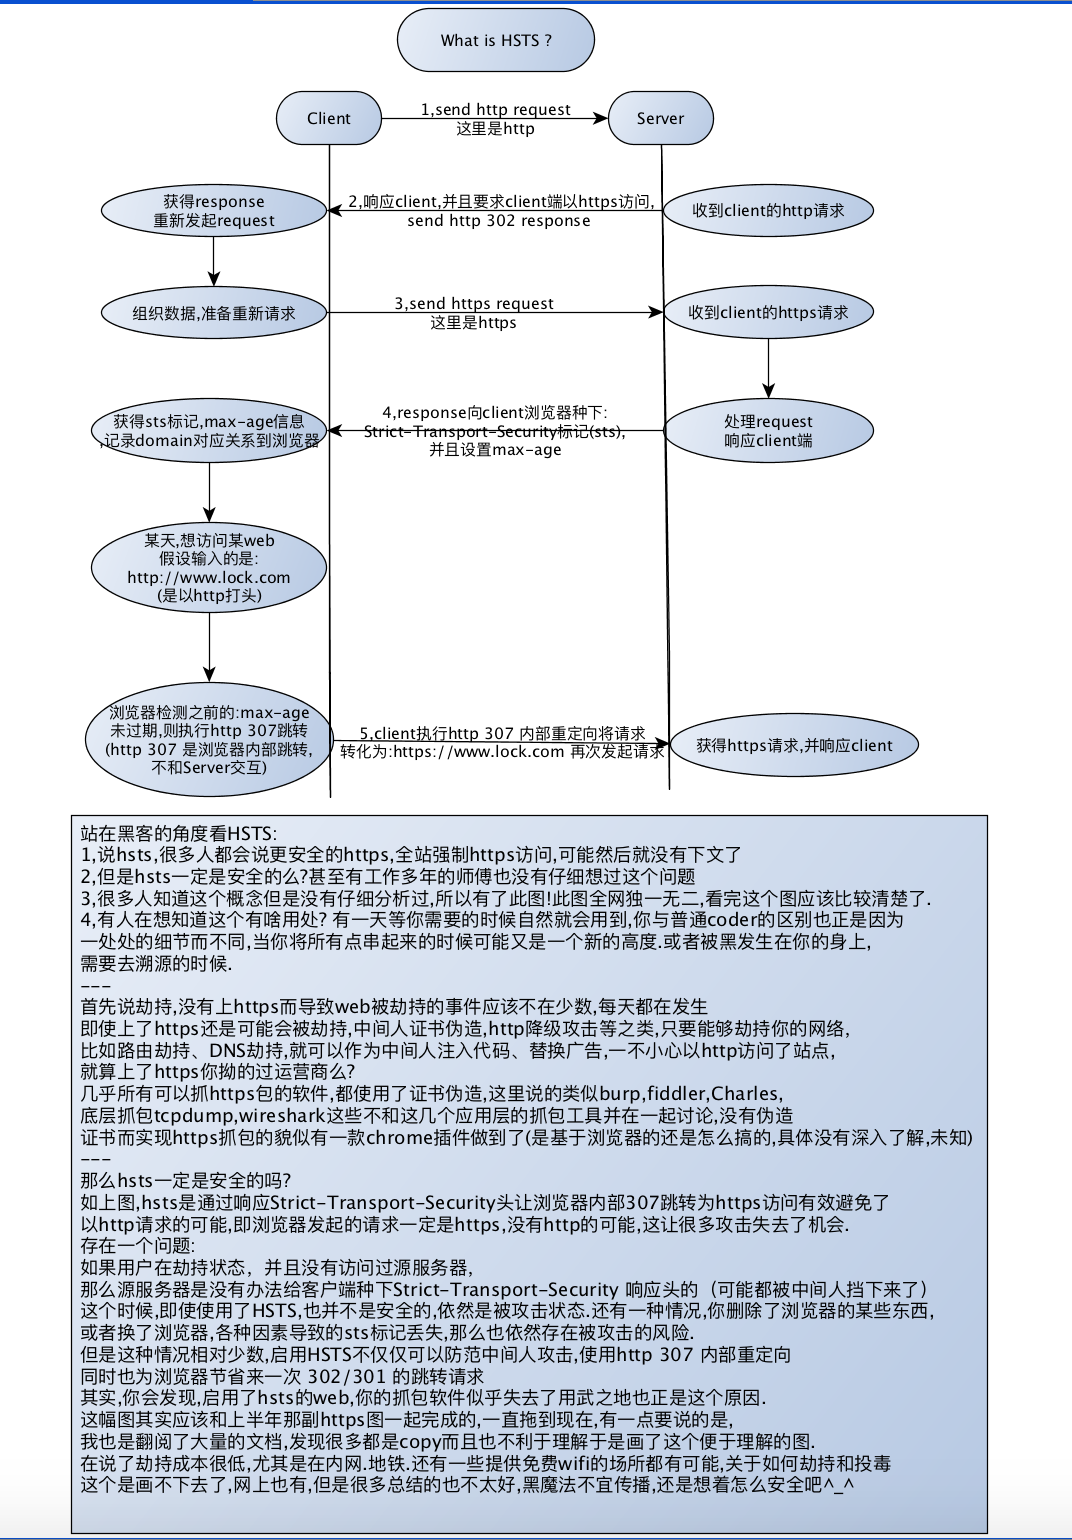 What is HSTS ?
Client
1,send http request
这里是http
Server
获得response
重新发起request
2,响应client,并且要求client端以https访问,
send http 302 response
收到client的http请求
组织数据,准备重新请求
3,send https request
这里是https
收到client的https请求
获得sts标记,max-age信息
,记录domain对应关系到浏览器
4,response向client浏览器种下:
Strict-Transport-Security标记(sts),
并且设置max-age
处理request
响应client端
某天,想访问某web
假设输入的是:
http://www.lock.com
(是以http打头)
浏览器检测之前的:max-age
未过期,则执行http 307跳转
(http 307 是浏览器内部跳转,
不和Server交互)
5,client执行http 307 内部重定向将请求
转化为:https://www.lock.com 再次发起请求
获得https请求,并响应client
站在黑客的角度看HSTS:
1,说hsts,很多人都会说更安全的https,全站强制https访问,可能然后就没有下文了
2,但是hsts一定是安全的么?甚至有工作多年的师傅也没有仔细想过这个问题
3,很多人知道这个概念但是没有仔细分析过,所以有了此图!此图全网独一无二,看完这个图应该比较清楚了.
4,有人在想知道这个有啥用处? 有一天等你需要的时候自然就会用到,你与普通coder的区别也正是因为
一处处的细节而不同,当你将所有点串起来的时候可能又是一个新的高度.或者被黑发生在你的身上,
需要去溯源的时候.
---
首先说劫持,没有上https而导致web被劫持的事件应该不在少数,每天都在发生
即使上了https还是可能会被劫持,中间人证书伪造,http降级攻击等之类,只要能够劫持你的网络,
比如路由劫持、DNS劫持,就可以作为中间人注入代码、替换广告,一不小心以http访问了站点,
就算上了https你拗的过运营商么?
几乎所有可以抓https包的软件,都使用了证书伪造,这里说的类似burp,fiddler,Charles,
底层抓包tcpdump,wireshark这些不和这几个应用层的抓包工具并在一起讨论,没有伪造
证书而实现https抓包的貌似有一款chrome插件做到了(是基于浏览器的还是怎么搞的,具体没有深入了解,未知)
---
那么hsts一定是安全的吗?
如上图,hsts是通过响应Strict-Transport-Security头让浏览器内部307跳转为https访问有效避免了
以http请求的可能,即浏览器发起的请求一定是https,没有http的可能,这让很多攻击失去了机会.
存在一个问题:
如果用户在劫持状态，并且没有访问过源服务器,
那么源服务器是没有办法给客户端种下Strict-Transport-Security 响应头的（可能都被中间人挡下来了）
这个时候,即使使用了HSTS,也并不是安全的,依然是被攻击状态.还有一种情况,你删除了浏览器的某些东西,
或者换了浏览器,各种因素导致的sts标记丢失,那么也依然存在被攻击的风险.
但是这种情况相对少数,启用HSTS不仅仅可以防范中间人攻击,使用http 307 内部重定向
同时也为浏览器节省来一次 302/301 的跳转请求
其实,你会发现,启用了hsts的web,你的抓包软件似乎失去了用武之地也正是这个原因.
这幅图其实应该和上半年那副https图一起完成的,一直拖到现在,有一点要说的是,
我也是翻阅了大量的文档,发现很多都是copy而且也不利于理解于是画了这个便于理解的图.
在说了劫持成本很低,尤其是在内网.地铁.还有一些提供免费wifi的场所都有可能,关于如何劫持和投毒
这个是画不下去了,网上也有,但是很多总结的也不太好,黑魔法不宜传播,还是想着怎么安全吧^_^